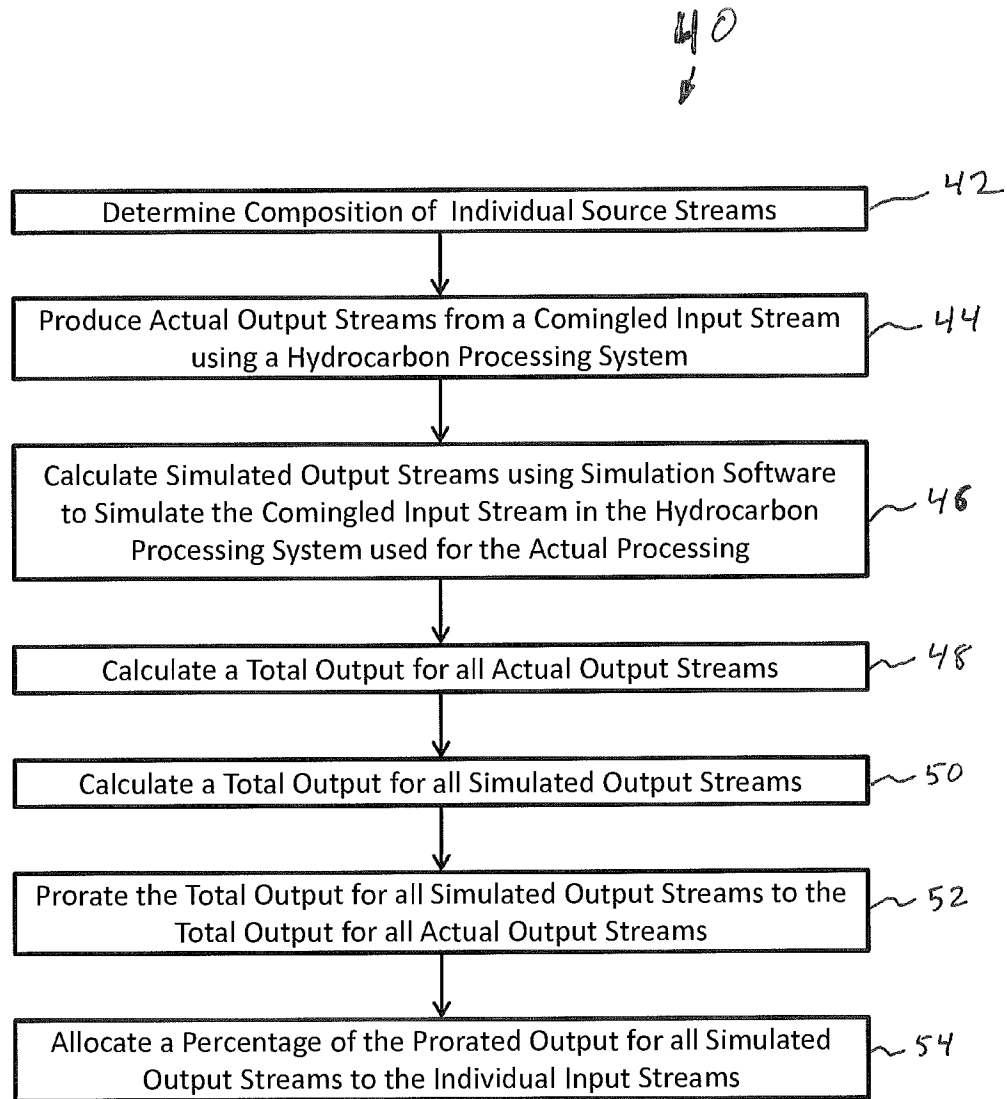 40
Determine Composition of Individual Source Streams
42
Produce Actual Output Streams from a Comingled Input Stream
using a Hydrocarbon Processing System
44
Calculate Simulated Output Streams using Simulation Software
to Simulate the Comingled Input Stream in the Hydrocarbon
Processing System used for the Actual Processing
46
Calculate a Total Output for all Actual Output Streams
48
Calculate a Total Output for all Simulated Output Streams
50
Prorate the Total Output for all Simulated Output Streams to the
Total Output for all Actual Output Streams
52
Allocate a Percentage of the Prorated Output for all Simulated
Output Streams to the Individual Input Streams
54